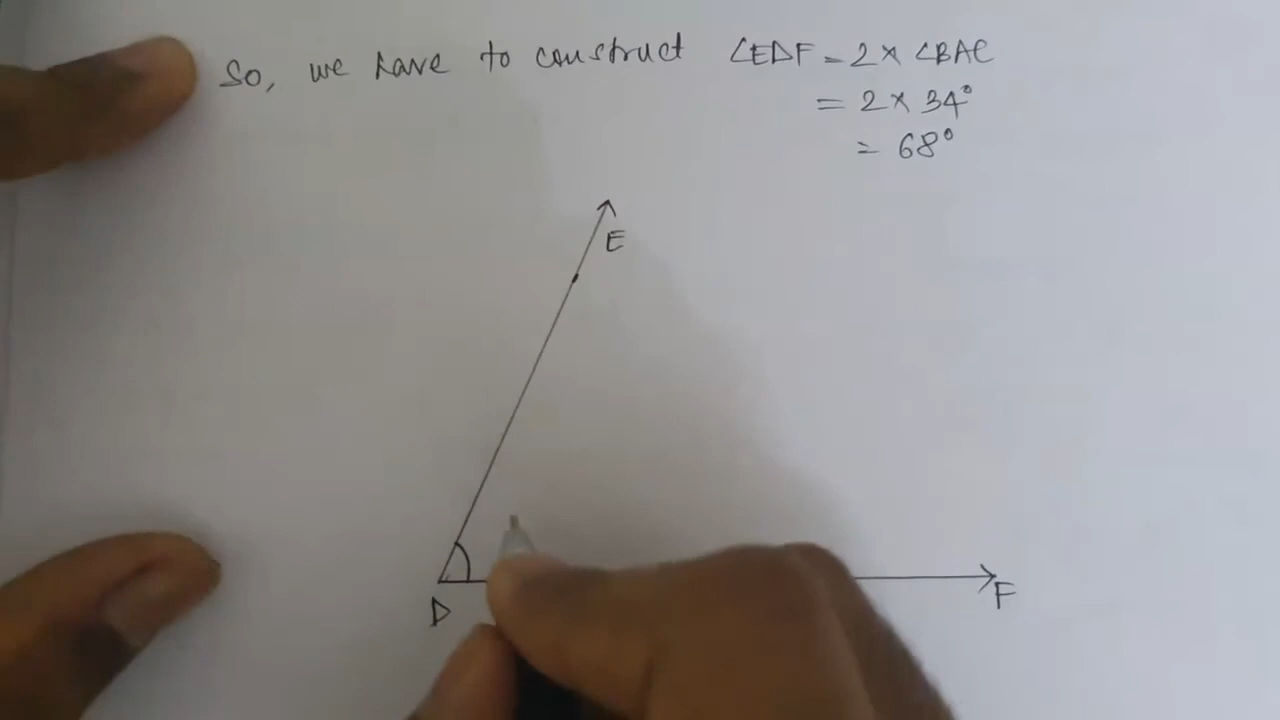 So, we have to construct ∠EDF = 2 × ∠BAC
= 2 × 34°
= 68°
E
D
F